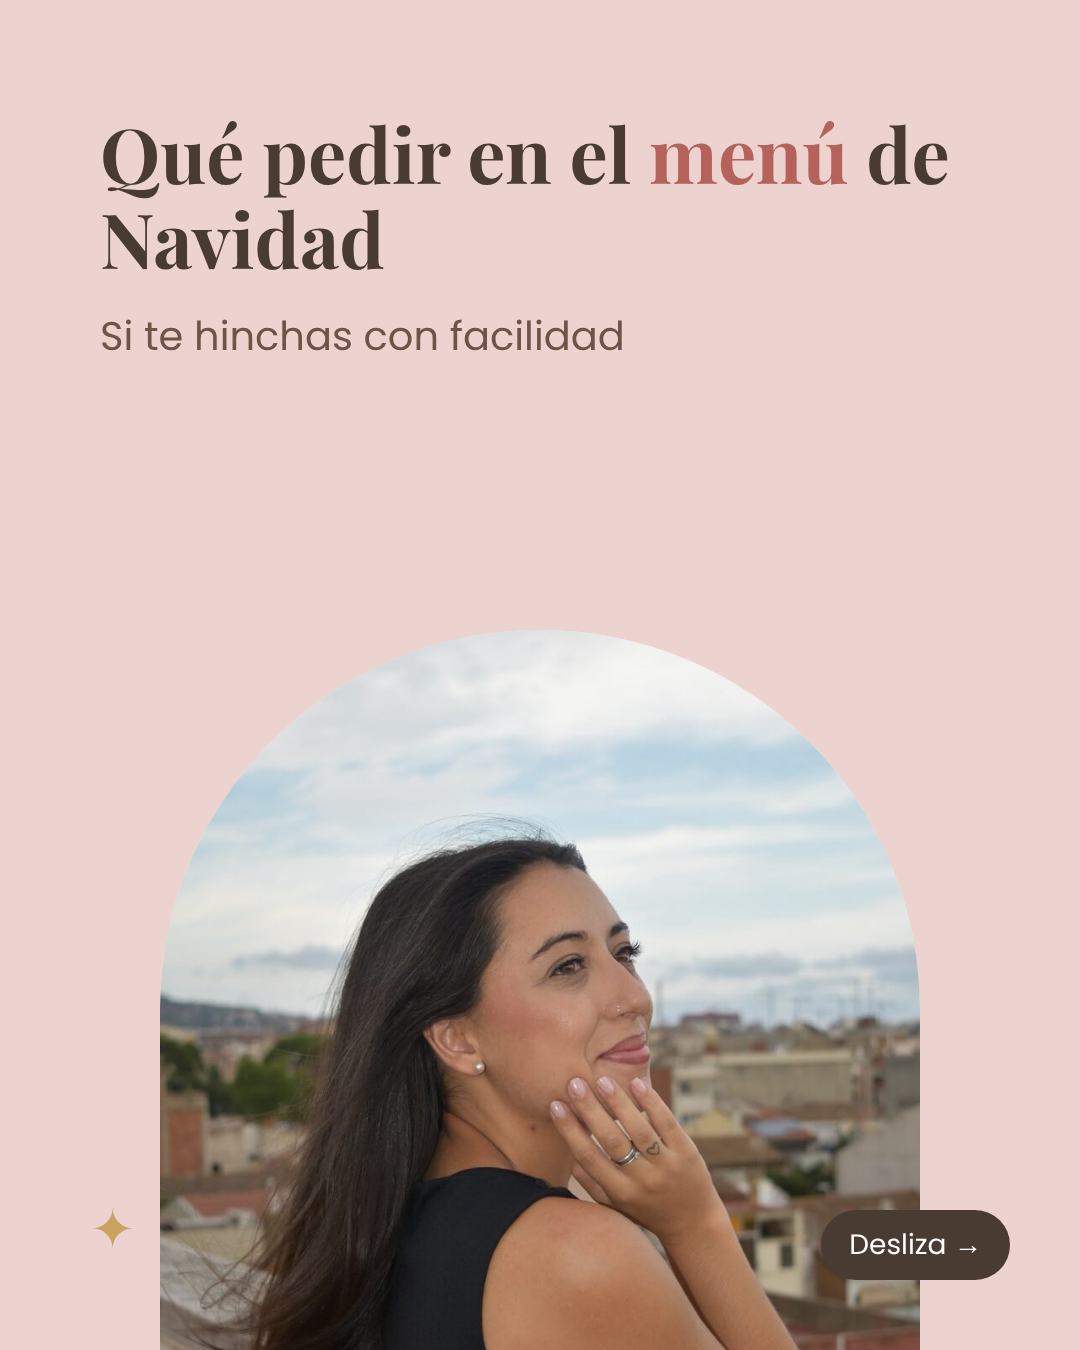 Qué pedir en el menú de
Navidad
Si te hinchas con facilidad
Desliza →